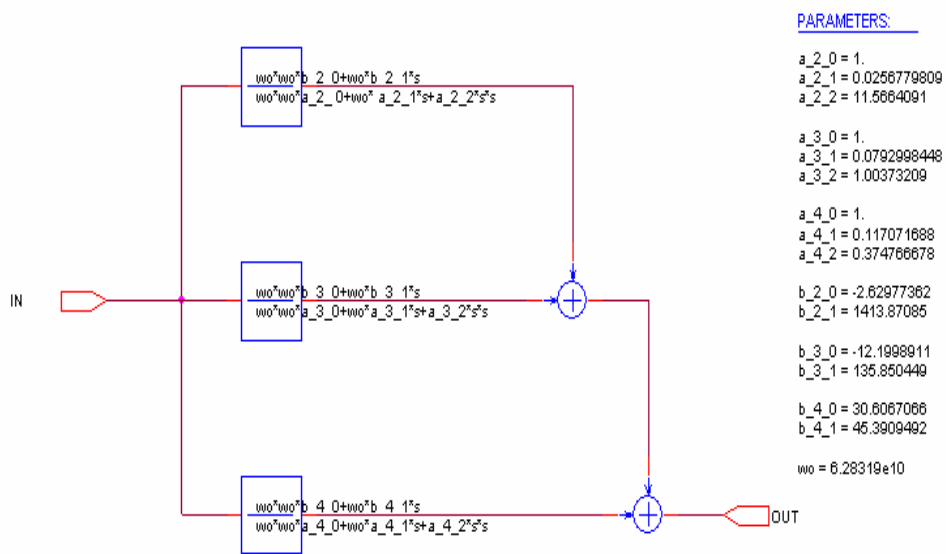 PARAMETERS:
a_2_0 = 1.
a_2_1 = 0.0256779809
a_2_2 = 11.5664091
a_3_0 = 1.
a_3_1 = 0.0792998448
a_3_2 = 1.00373209
a_4_0 = 1.
a_4_1 = 0.117071688
a_4_2 = 0.374766678
b_2_0 = -2.62977362
b_2_1 = 1413.87085
b_3_0 = -12.1998911
b_3_1 = 135.850449
b_4_0 = 30.6067066
b_4_1 = 45.3909492
wo = 6.28319e10
wo*wo*b_2_0+wo*b_2_1*s
wo*wo*a_2_0+wo* a_2_1*s+a_2_2*s*s
IN
wo*wo*b_3_0+wo*b_3_1*s
wo*wo*a_3_0+wo*a_3_1*s+a_3_2*s*s
wo*wo*b_4_0+wo*b_4_1*s
wo*wo*a_4_0+wo*a_4_1*s+a_4_2*s*s
OUT